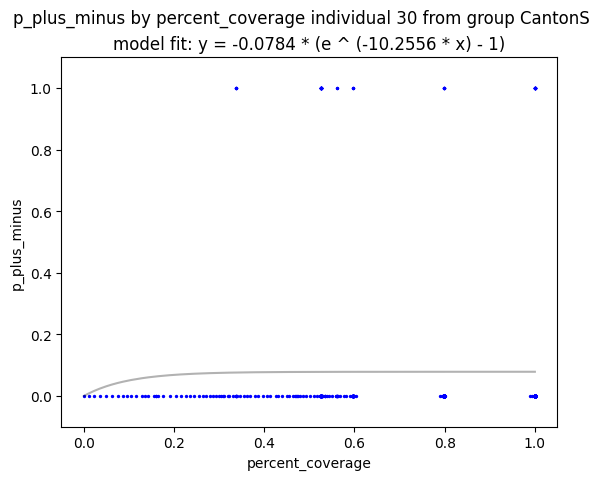 p_plus_minus by percent_coverage individual 30 from group CantonS
model fit: y = -0.0784 * (e ^ (-10.2556 * x) - 1)
1.0
0.8
0.6
0.4
0.2
0.0
p_plus_minus
0.0 0.2 0.4 0.6 0.8 1.0
percent_coverage